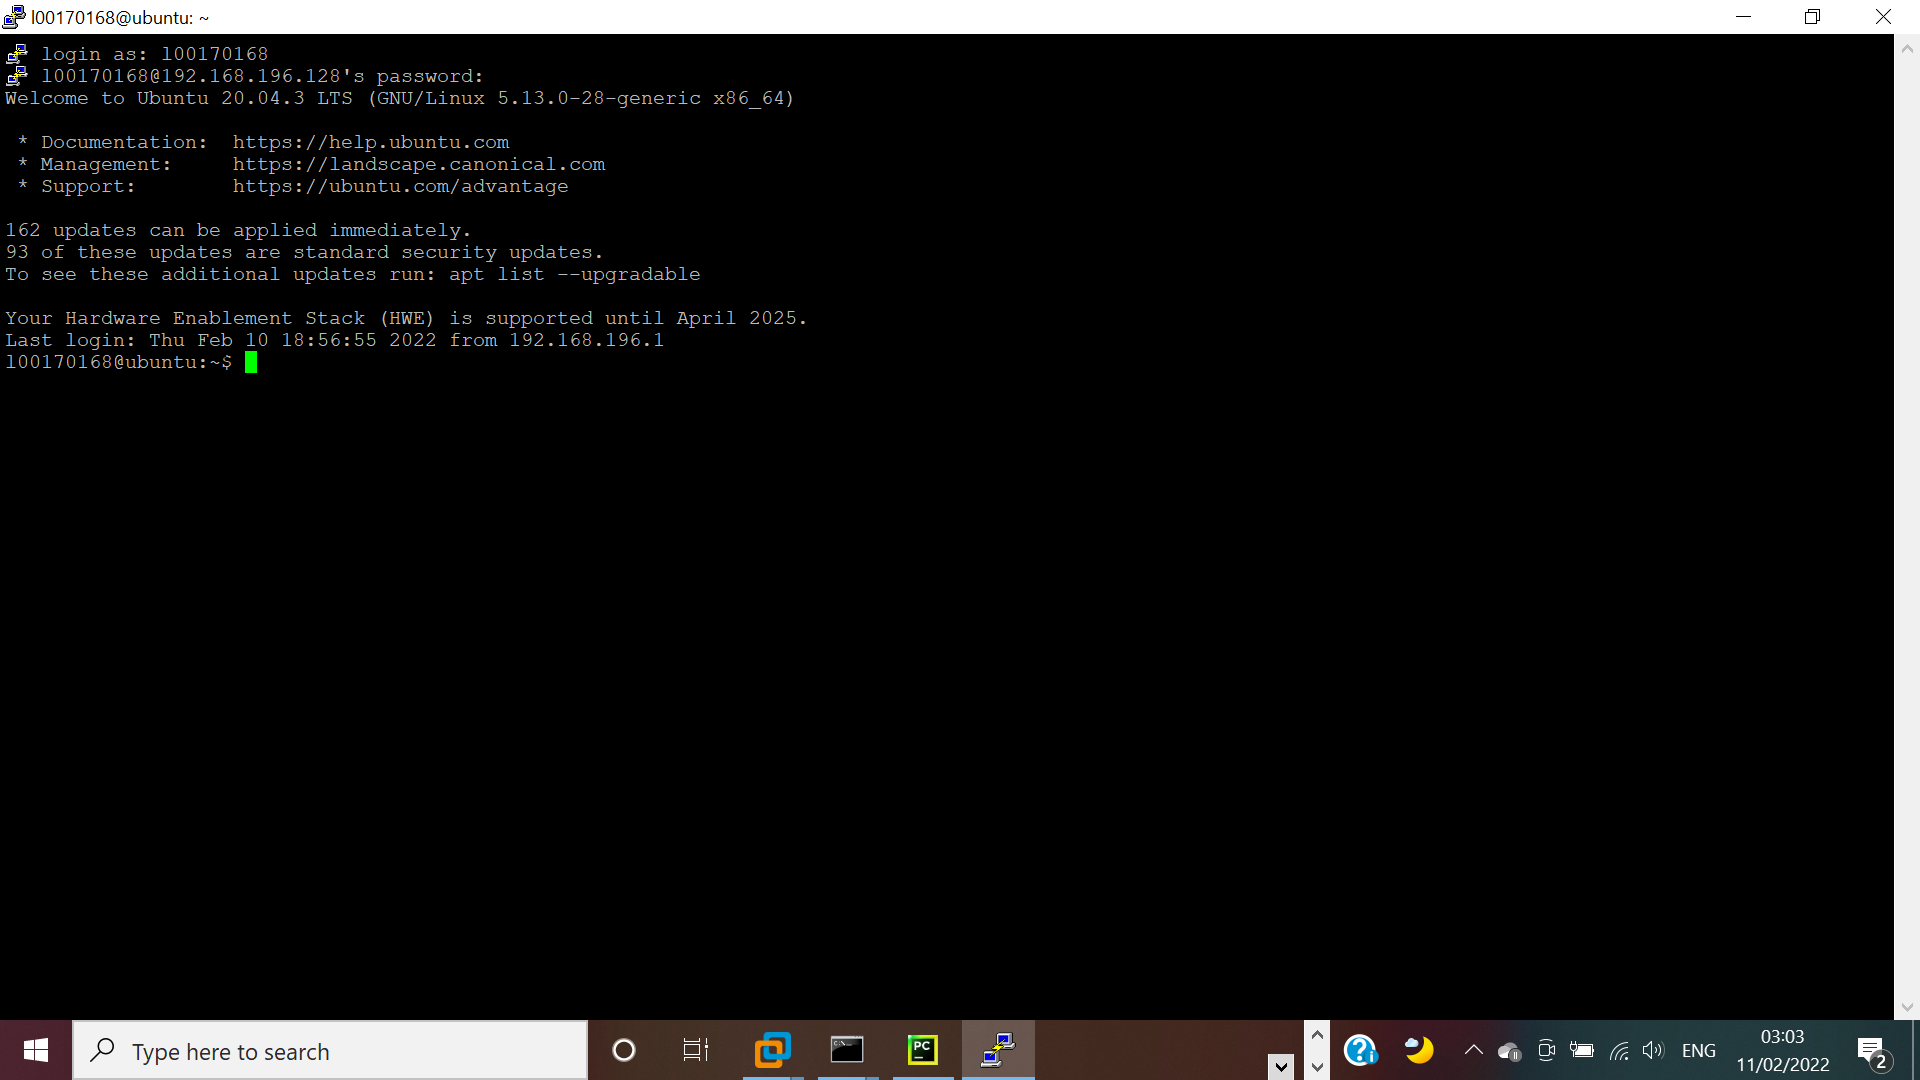 l00170168@ubuntu: ~
login as: l00170168
l00170168@192.168.196.128's password:
Welcome to Ubuntu 20.04.3 LTS (GNU/Linux 5.13.0-28-generic x86_64)
* Documentation:  https://help.ubuntu.com
* Management:     https://landscape.canonical.com
* Support:        https://ubuntu.com/advantage
162 updates can be applied immediately.
93 of these updates are standard security updates.
To see these additional updates run: apt list --upgradable
Your Hardware Enablement Stack (HWE) is supported until April 2025.
Last login: Thu Feb 10 18:56:55 2022 from 192.168.196.1
l00170168@ubuntu:~$
Type here to search
C:\_
PC
ENG
03:03
11/02/2022
2